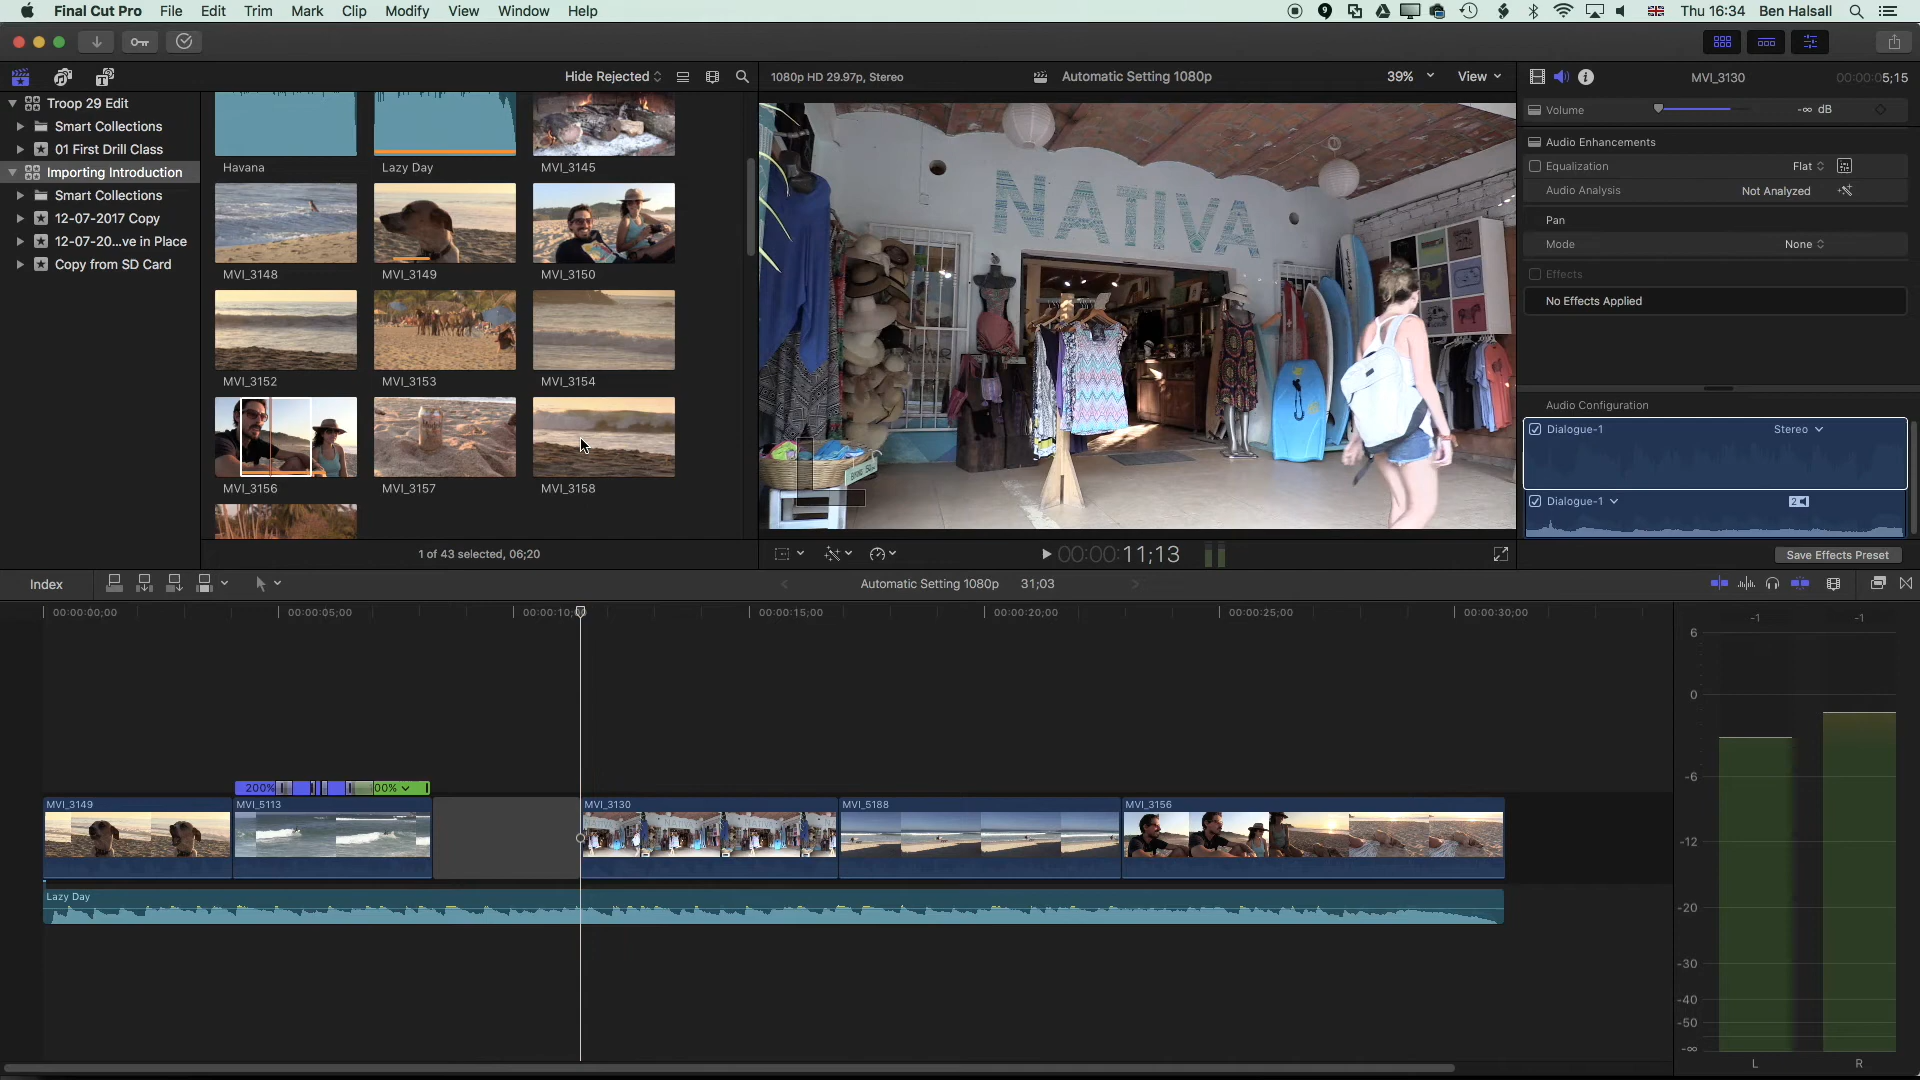 Final Cut Pro File Edit Trim Mark Clip Modify View Window Help
Thu 16:34 Ben Halsall
Hide Rejected
1080p HD 29.97p, Stereo
Automatic Setting 1080p
39%
View
MVI_3130
00:00:05;15
Troop 29 Edit
Smart Collections
01 First Drill Class
Importing Introduction
Smart Collections
12-07-2017 Copy
12-07-20...ve in Place
Copy from SD Card
Havana
Lazy Day
MVI_3145
MVI_3148
MVI_3149
MVI_3150
MVI_3152
MVI_3153
MVI_3154
MVI_3156
MVI_3157
MVI_3158
1 of 43 selected, 06:20
NATIVA
00:00:11;13
Volume
-∞ dB
Audio Enhancements
Equalization
Flat
Audio Analysis
Not Analyzed
Pan
Mode
None
Effects
No Effects Applied
Audio Configuration
Dialogue-1
Stereo
Dialogue-1
2
Save Effects Preset
Index
Automatic Setting 1080p
31;03
00:00:00;00
00:00:05;00
00:00:10;00
00:00:15;00
00:00:20;00
00:00:25;00
00:00:30;00
200%
00%
MVI_3149
MVI_5113
MVI_3130
MVI_5188
MVI_3156
Lazy Day
-1
-1
6
0
-6
-12
-20
-30
-40
-50
-∞
L
R